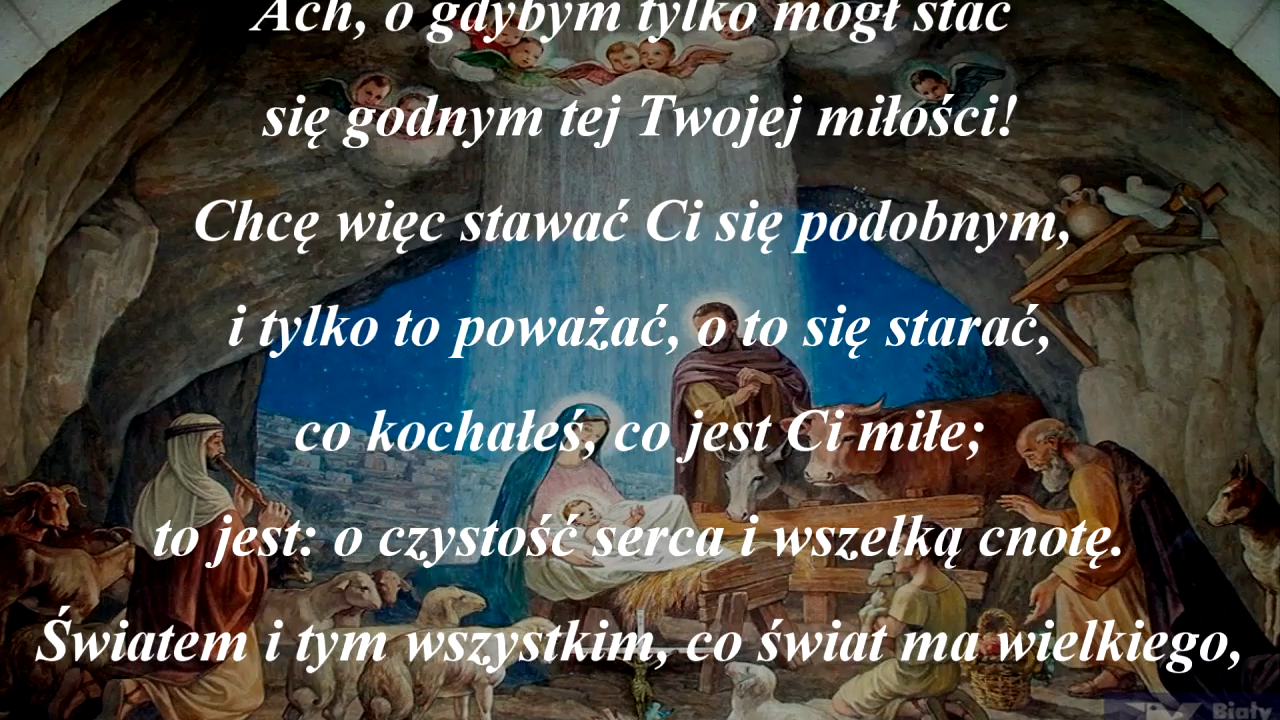 Ach, o gdybym tylko mógł stać
się godnym tej Twojej miłości!
Chcę więc stawać Ci się podobnym,
i tylko to poważać, o to się starać,
co kochałeś, co jest Ci miłe;
to jest: o czystość serca i wszelką cnotę.
Światem i tym wszystkim, co świat ma wielkiego,
Biały